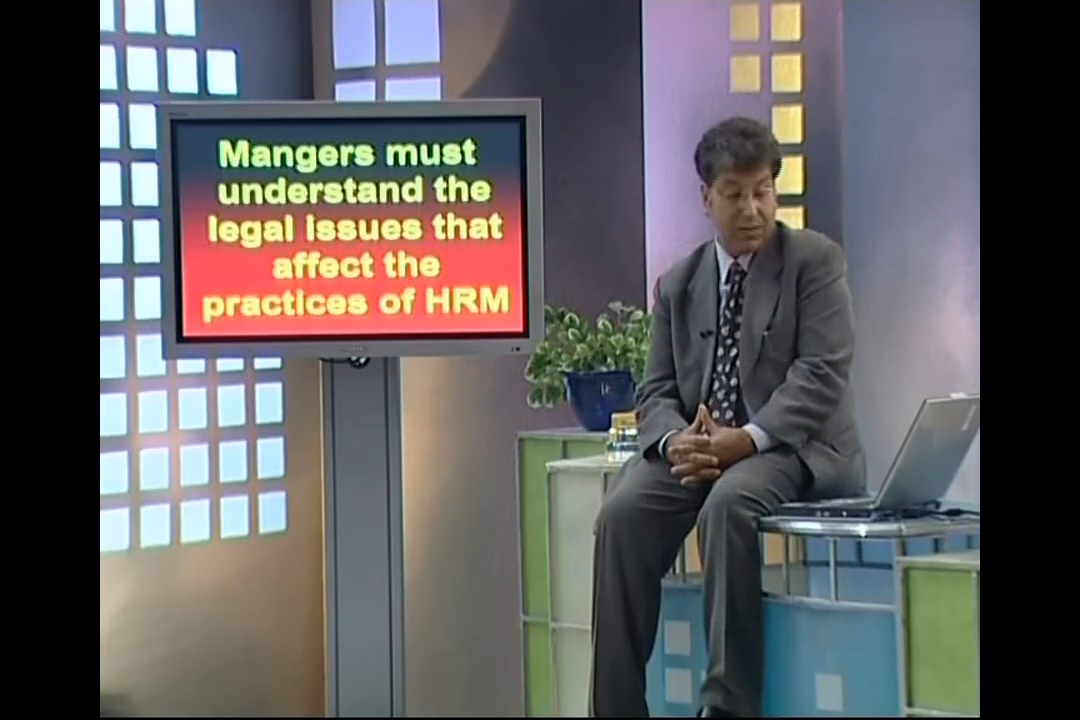 Mangers must
understand the
legal issues that
affect the
practices of HRM